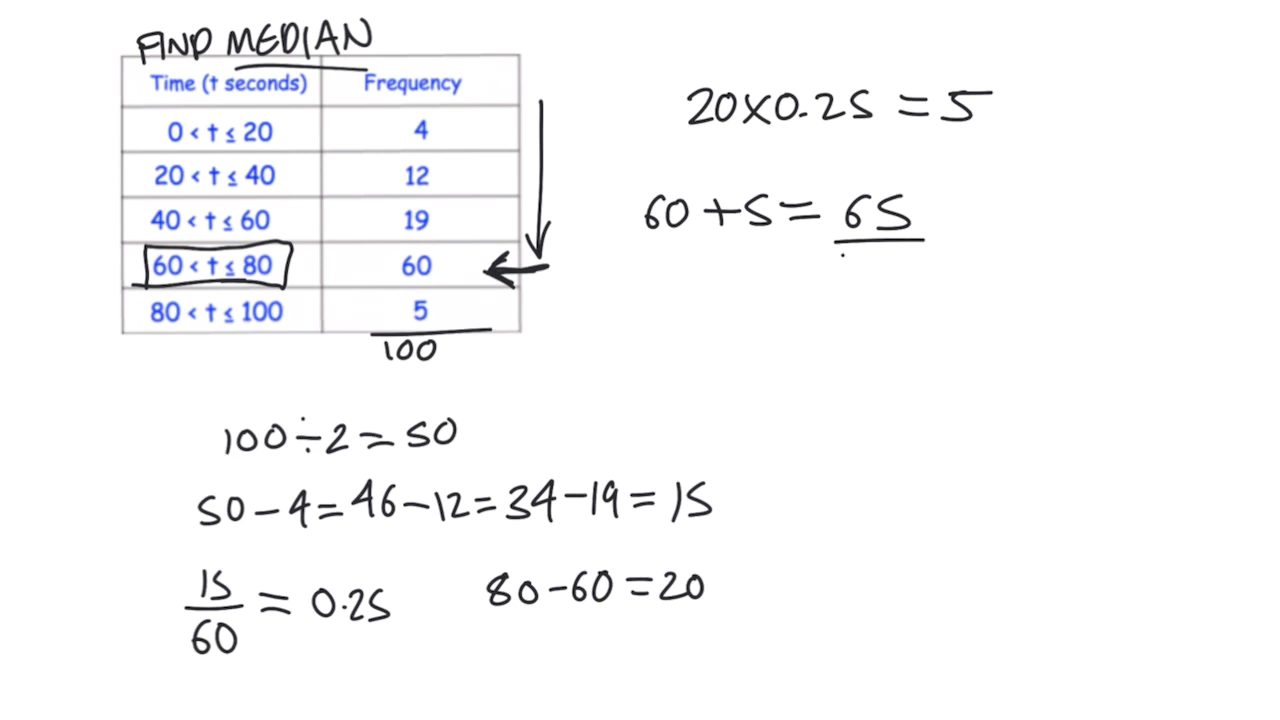 FIND MEDIAN
Time (t seconds) Frequency
0 < t ≤ 20 4
20 < t ≤ 40 12
40 < t ≤ 60 19
60 < t ≤ 80 60
80 < t ≤ 100 5
100
20×0.25 = 5
60 + 5 = 65
100 ÷ 2 = 50
50 - 4 = 46 - 12 = 34 - 19 = 15
15/60 = 0.25 80 - 60 = 20